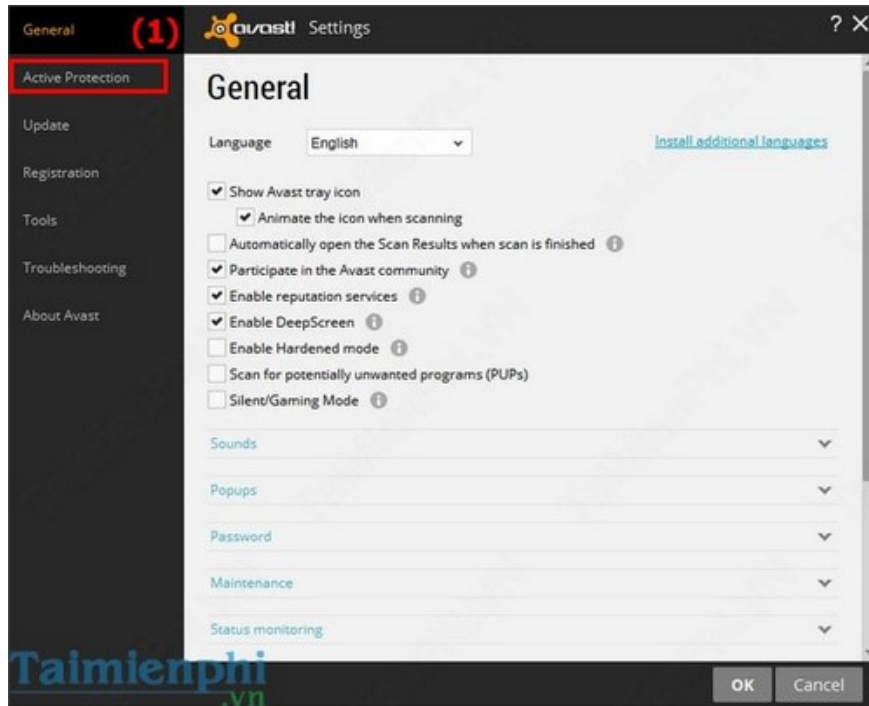 General
(1)
avast! Settings
?
Active Protection
General
Update
Language
English
Install additional languages
Registration
Show Avast tray icon
Tools
Animate the icon when scanning
Automatically open the Scan Results when scan is finished
Troubleshooting
Participate in the Avast community
Enable reputation services
About Avast
Enable DeepScreen
Enable Hardened mode
Scan for potentially unwanted programs (PUPs)
Silent/Gaming Mode
Sounds
Popups
Password
Maintenance
Status monitoring
Taimienphi
.vn
OK
Cancel